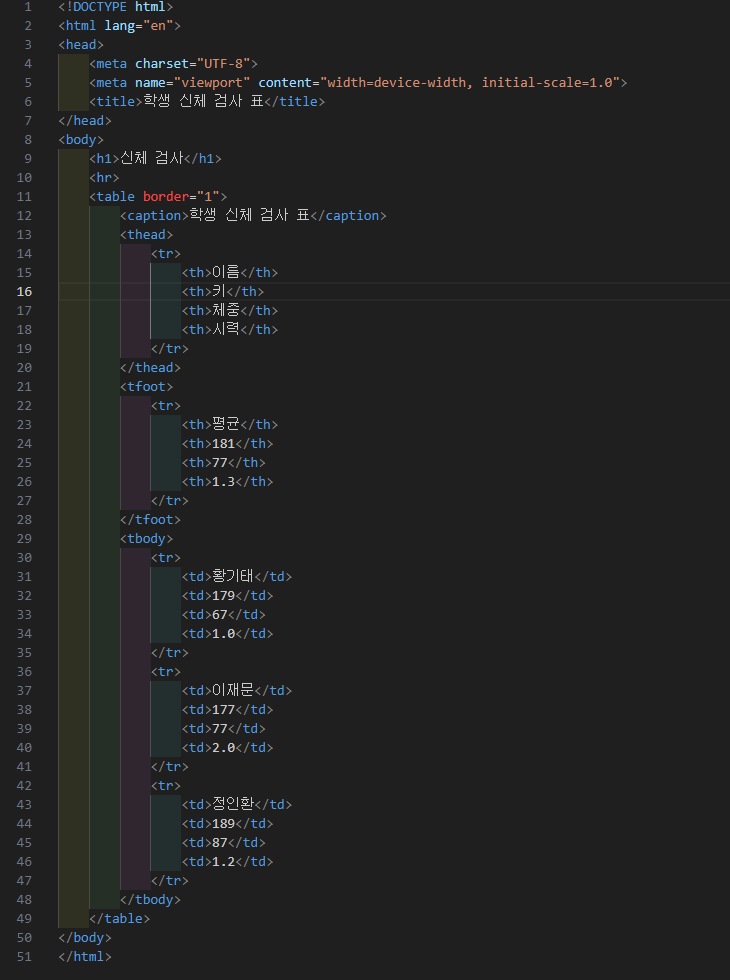 1 <!DOCTYPE html>
2 <html lang="en">
3 <head>
4     <meta charset="UTF-8">
5     <meta name="viewport" content="width=device-width, initial-scale=1.0">
6     <title>학생 신체 검사 표</title>
7 </head>
8 <body>
9     <h1>신체 검사</h1>
10     <hr>
11     <table border="1">
12         <caption>학생 신체 검사 표</caption>
13         <thead>
14             <tr>
15                 <th>이름</th>
16                 <th>키</th>
17                 <th>체중</th>
18                 <th>시력</th>
19             </tr>
20         </thead>
21         <tfoot>
22             <tr>
23                 <th>평균</th>
24                 <th>181</th>
25                 <th>77</th>
26                 <th>1.3</th>
27             </tr>
28         </tfoot>
29         <tbody>
30             <tr>
31                 <td>황기태</td>
32                 <td>179</td>
33                 <td>67</td>
34                 <td>1.0</td>
35             </tr>
36             <tr>
37                 <td>이재문</td>
38                 <td>177</td>
39                 <td>77</td>
40                 <td>2.0</td>
41             </tr>
42             <tr>
43                 <td>정인환</td>
44                 <td>189</td>
45                 <td>87</td>
46                 <td>1.2</td>
47             </tr>
48         </tbody>
49     </table>
50 </body>
51 </html>